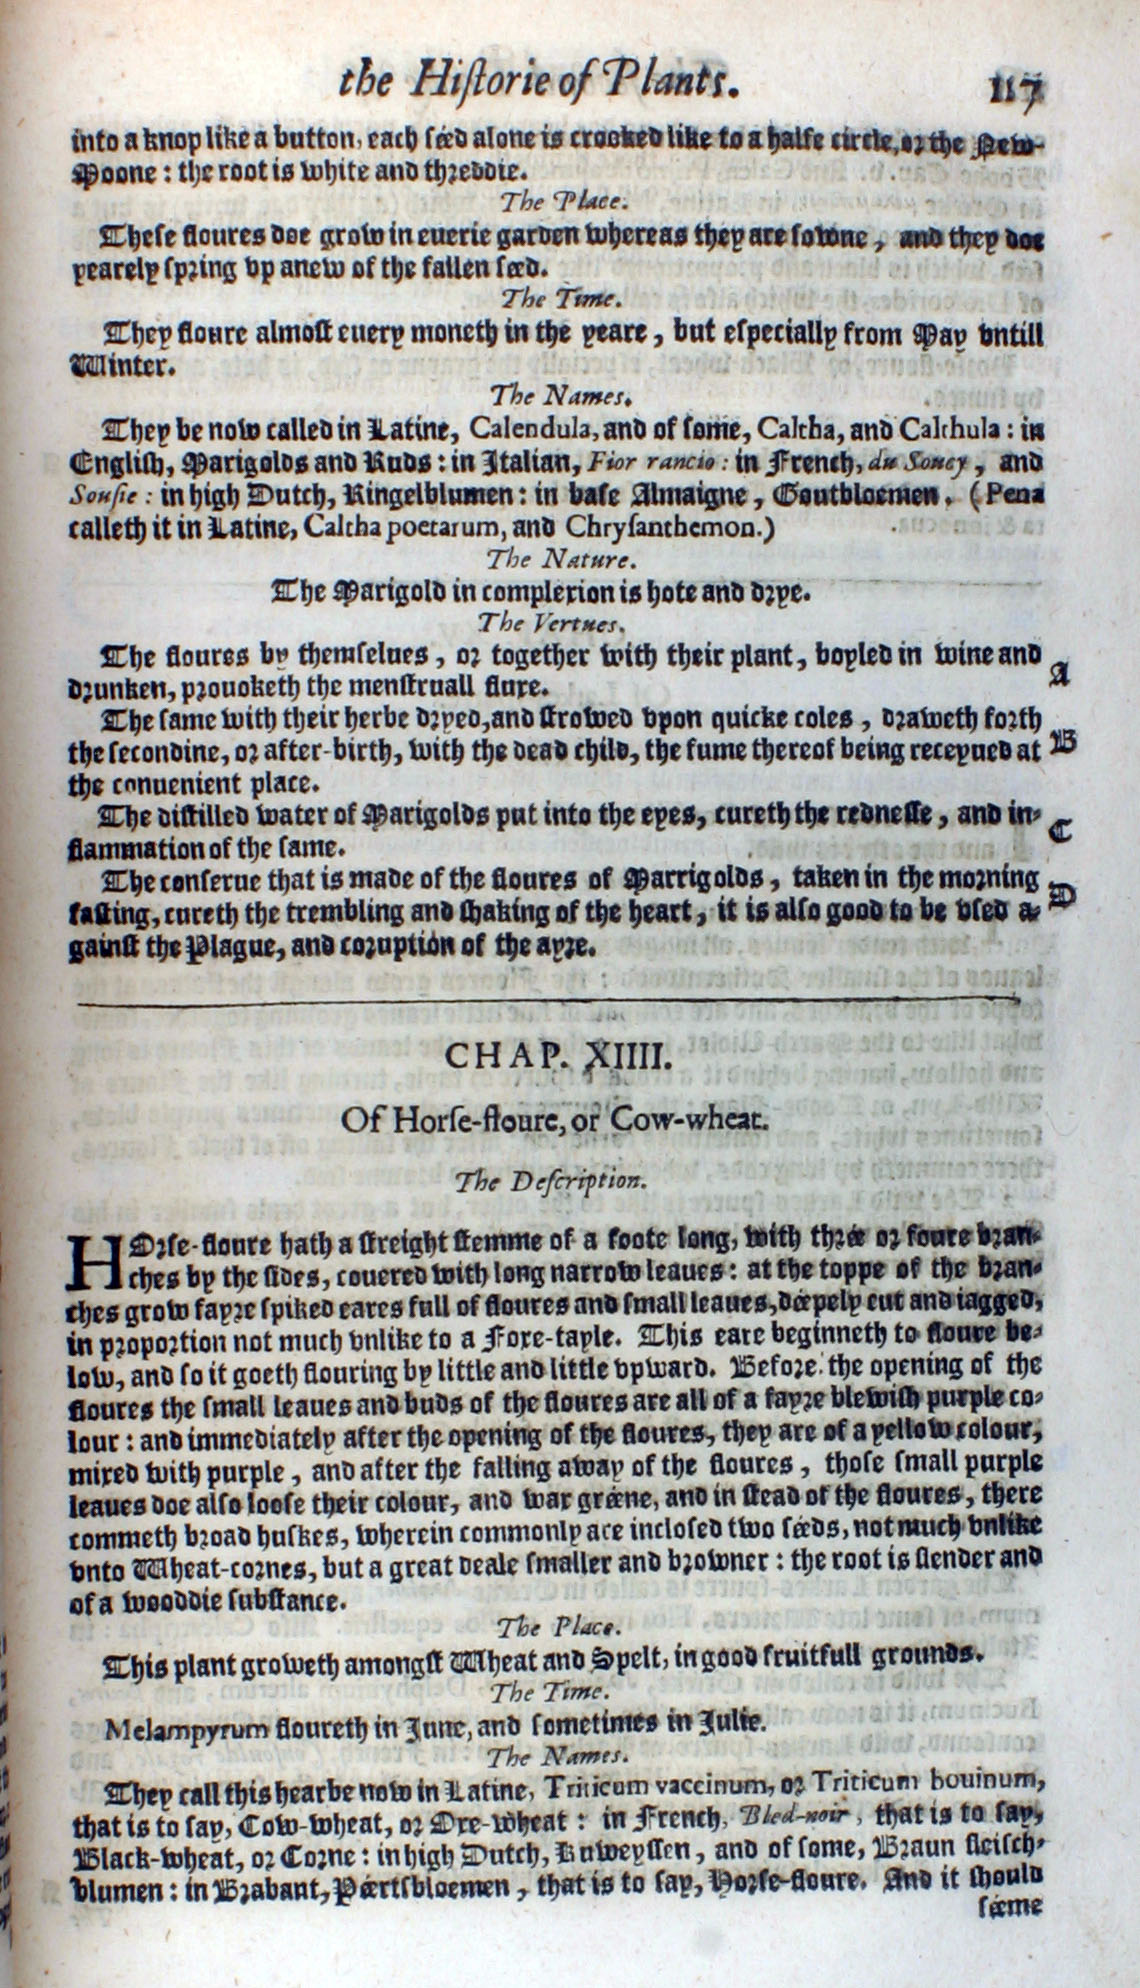 the Hiſtorie of Plants. 117
into a knop like a button, each ſeed alone is crooked like to a halfe circle, or the New-
Moone : the root is white and threddie.
The Place.
Theſe floures doe grow in euerie garden whereas they are ſowne, and they doe
yearely ſpring vp anew of the fallen ſeed.
The Time.
They floure almoſt euery moneth in the yeare, but eſpecially from May vntill
Winter.
The Names.
They be now called in Latine, Calendula, and of ſome, Caltha, and Calthula : in
Engliſh, Marigolds and Ruds : in Italian, Fior rancio : in French, du Soucy, and
Souſie : in high Dutch, Ringelblumen : in baſe Almaigne, Goutbloemen. (Pena
calleth it in Latine, Caltha poetarum, and Chryſanthemon.)
The Nature.
The Marigold in complexion is hote and drye.
The Vertues.
The floures by themſelues, or together with their plant, boyled in wine and A
drunken, prouoketh the menſtruall fluxe.
The ſame with their herbe dryed, and ſtrowed vpon quicke coles, draweth forth
the ſecondine, or after-birth, with the dead child, the fume thereof being receyued at B
the conuenient place.
The diſtilled water of Marigolds put into the eyes, cureth the redneſſe, and in- C
flammation of the ſame.
The conſerue that is made of the floures of Marrigolds, taken in the morning D
faſting, cureth the trembling and ſhaking of the heart, it is alſo good to be vſed a-
gainſt the Plague, and coruption of the ayre.
CHAP. XIIII.
Of Horſe-floure, or Cow-wheat.
The Deſcription.
HOrſe-floure hath a ſtreight ſtemme of a foote long, with three or foure bran-
ches by the ſides, couered with long narrow leaues : at the toppe of the bran-
ches grow fayre ſpiked eares full of floures and ſmall leaues, deepely cut and iagged,
in proportion not much vnlike to a Foxe-tayle. This eare beginneth to floure be-
low, and ſo it goeth flouring by little and little vpward. Before the opening of the
floures the ſmall leaues and buds of the floures are all of a fayre blewiſh purple co-
lour : and immediately after the opening of the floures, they are of a yellow colour,
mixed with purple, and after the falling away of the floures, thoſe ſmall purple
leaues doe alſo looſe their colour, and wax greene, and in ſtead of the floures, there
commeth broad huſkes, wherein commonly are incloſed two ſeeds, not much vnlike
vnto Wheat-cornes, but a great deale ſmaller and browner : the root is ſlender and
of a wooddie ſubſtance.
The Place.
This plant groweth amongſt Wheat and Spelt, in good fruitfull grounds.
The Time.
Melampyrum floureth in June, and ſometimes in Julie.
The Names.
They call this hearbe now in Latine, Triticum vaccinum, or Triticum bouinum,
that is to ſay, Cow-wheat, or Oxe-wheat : in French, Bled-noir, that is to ſay,
Black-wheat, or Corne : in high Dutch, Kuweyſſen, and of ſome, Braun fleiſch-
blumen : in Brabant, Peertſbloemen, that is to ſay, Horſe-floure. And it ſhould
ſeeme